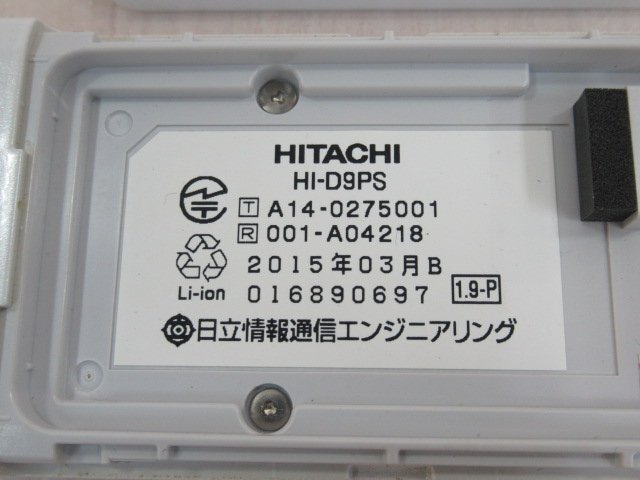 HITACHI
HI-D9PS
T A14-0275001
R 001-A04218
2015年03月B
Li-ion 016890697 1.9-P
日立情報通信エンジニアリング